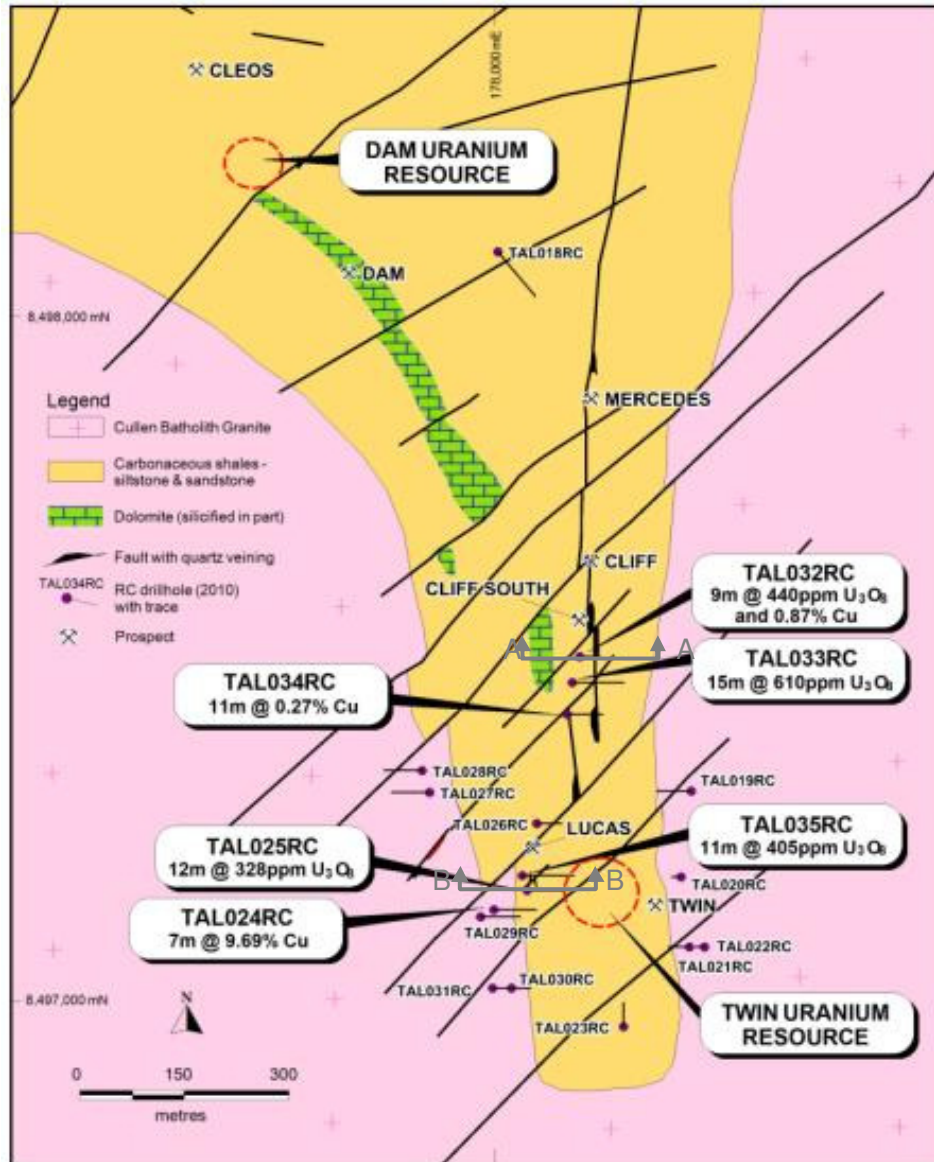 CLEOS
178,000 mE
DAM URANIUM
RESOURCE
TAL018RC
DAM
8,498,000 mN
MERCEDES
Legend
Cullen Batholith Granite
Carbonaceous shales -
siltstone & sandstone
Dolomite (silicified in part)
Fault with quartz veining
TAL034RC
RC drillhole (2010)
with trace
Prospect
CLIFF
CLIFF SOUTH
TAL032RC
9m @ 440ppm U₃O₈
and 0.87% Cu
A A
TAL033RC
15m @ 610ppm U₃O₈
TAL034RC
11m @ 0.27% Cu
TAL028RC
TAL027RC
TAL019RC
TAL026RC
LUCAS
TAL035RC
11m @ 405ppm U₃O₈
TAL025RC
12m @ 328ppm U₃O₈
B B
TAL020RC
TWIN
TAL024RC
7m @ 9.69% Cu
TAL029RC
TAL022RC
TAL021RC
TAL031RC
TAL030RC
8,497,000 mN
N
TAL023RC
TWIN URANIUM
RESOURCE
0 150 300
metres